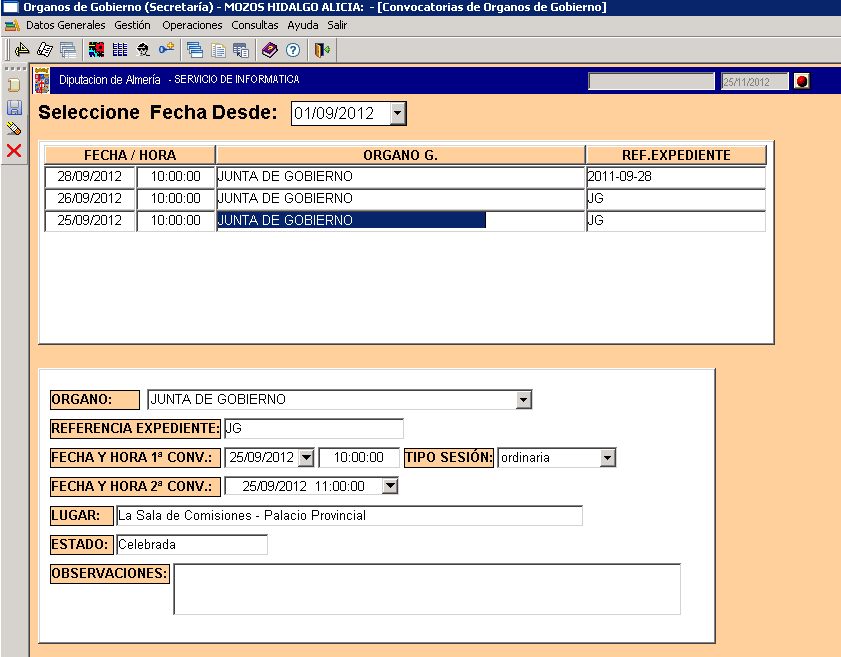 Organos de Gobierno (Secretaría) - MOZOS HIDALGO ALICIA: - [Convocatorias de Organos de Gobierno]
Datos Generales Gestión Operaciones Consultas Ayuda Salir
Diputacion de Almería - SERVICIO DE INFORMATICA 25/11/2012
Seleccione Fecha Desde: 01/09/2012
FECHA / HORA ORGANO G. REF.EXPEDIENTE
28/09/2012 10:00:00 JUNTA DE GOBIERNO 2011-09-28
26/09/2012 10:00:00 JUNTA DE GOBIERNO JG
25/09/2012 10:00:00 JUNTA DE GOBIERNO JG
ORGANO: JUNTA DE GOBIERNO
REFERENCIA EXPEDIENTE: JG
FECHA Y HORA 1ª CONV.: 25/09/2012 10:00:00 TIPO SESIÓN: ordinaria
FECHA Y HORA 2ª CONV.: 25/09/2012 11:00:00
LUGAR: La Sala de Comisiones - Palacio Provincial
ESTADO: Celebrada
OBSERVACIONES: